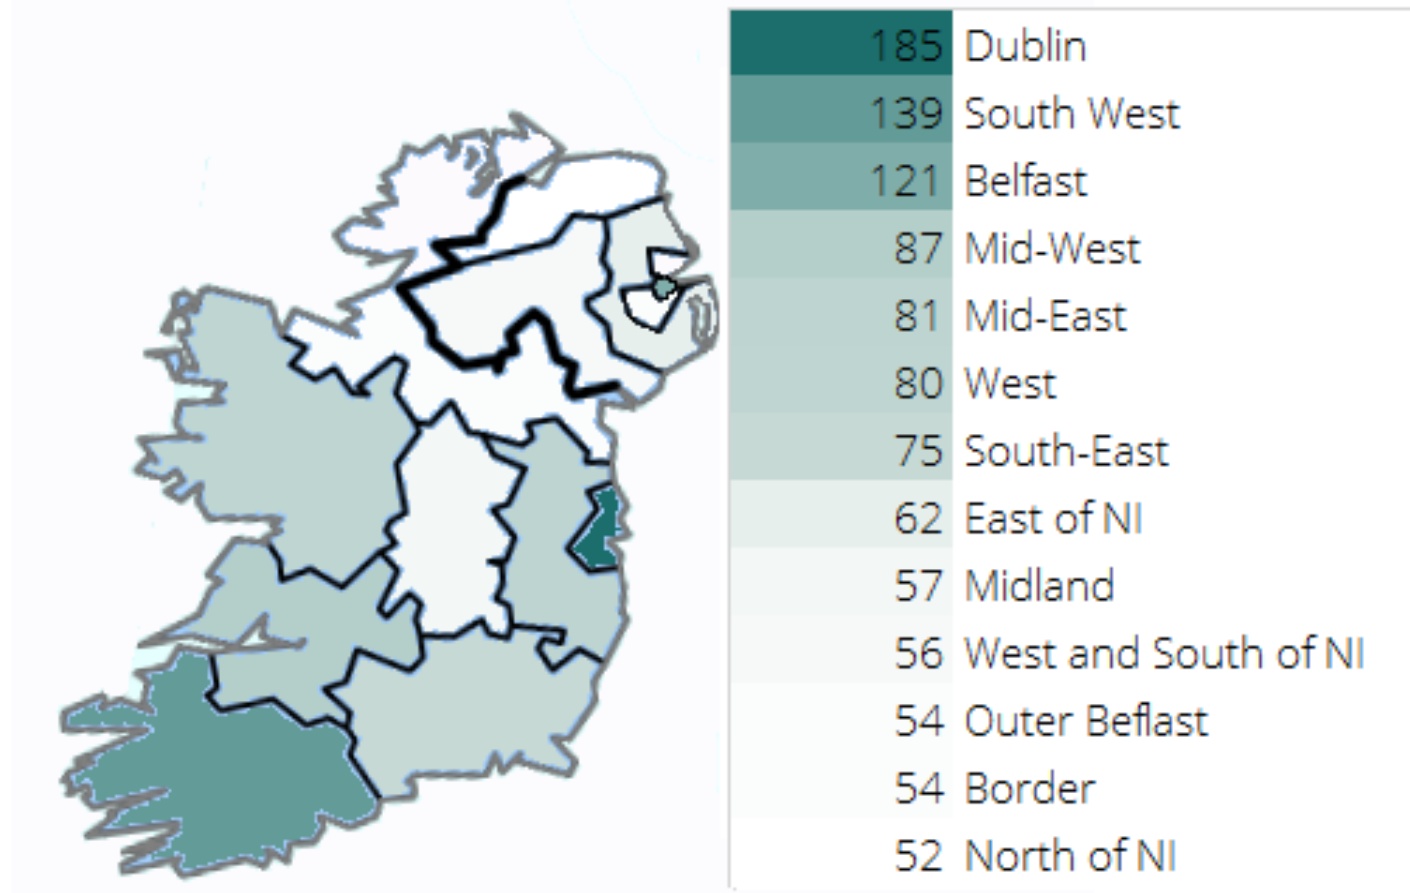 185 Dublin
139 South West
121 Belfast
87 Mid-West
81 Mid-East
80 West
75 South-East
62 East of NI
57 Midland
56 West and South of NI
54 Outer Beflast
54 Border
52 North of NI